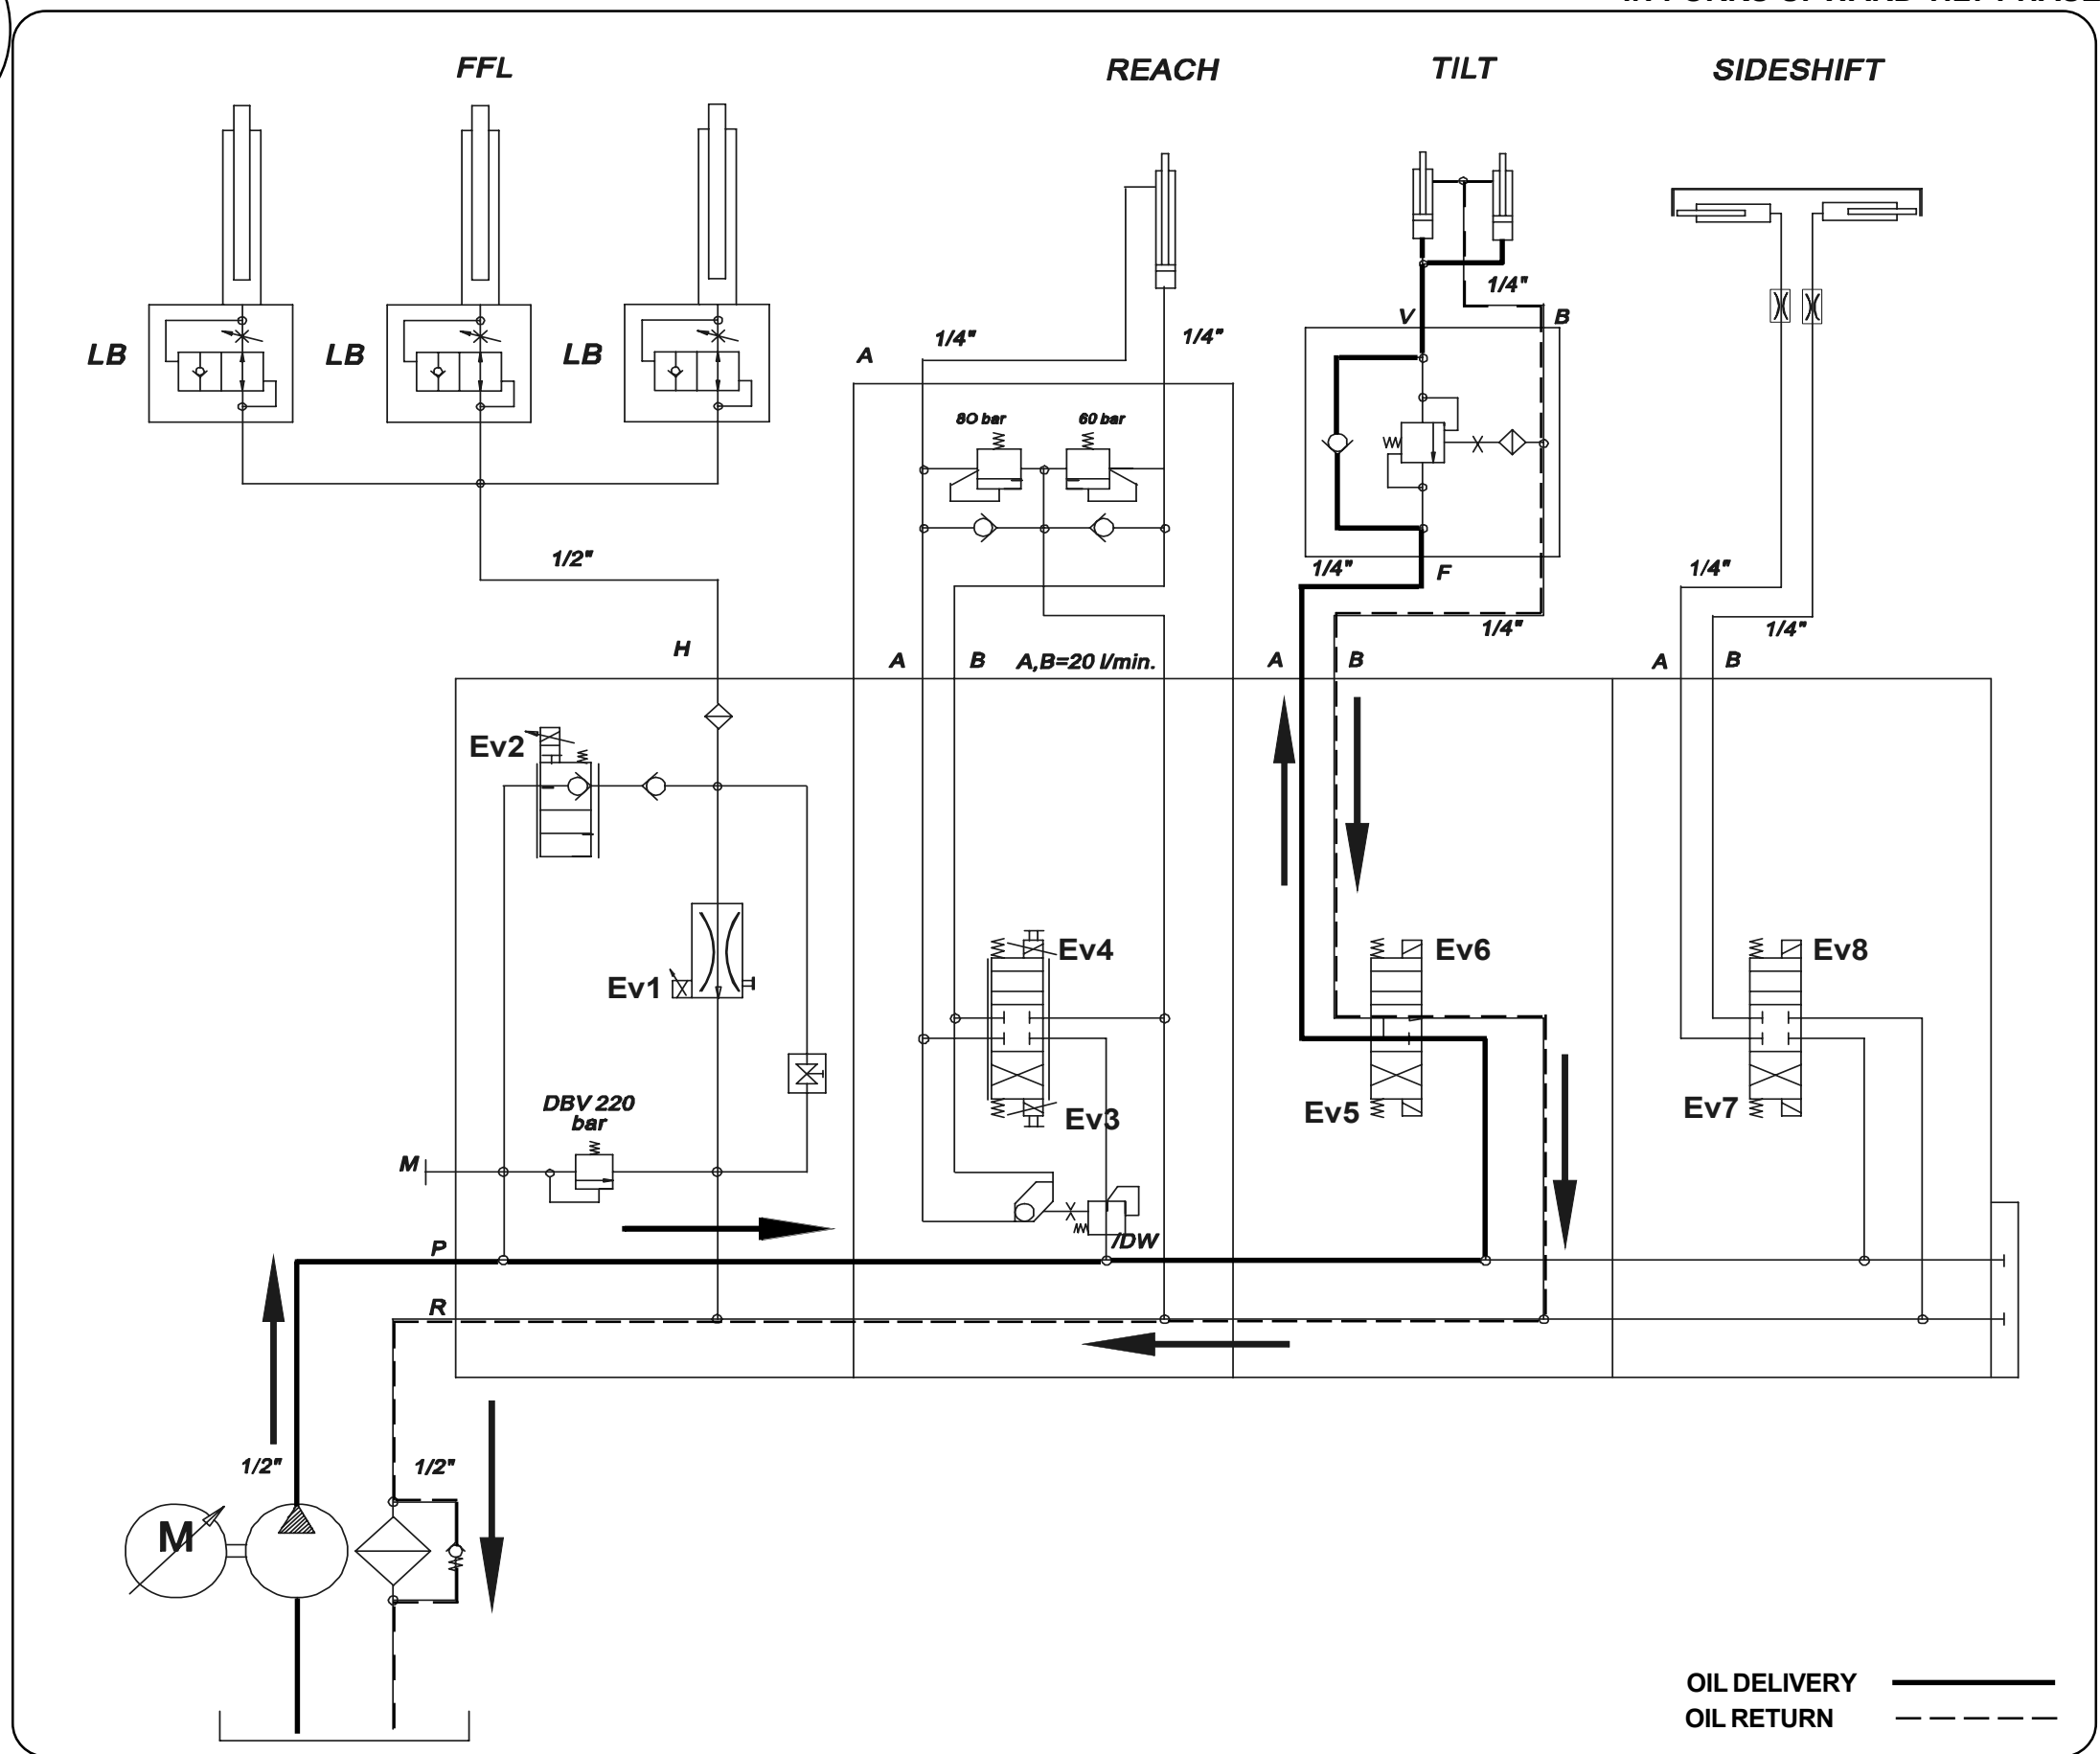 FFL
REACH
TILT
SIDESHIFT
1/4"
V
B
LB
LB
LB
1/4"
1/4"
A
8O bar
60 bar
1/2"
1/4"
F
1/4"
1/4"
1/4"
H
A
B
A,B=20 l/min.
A
B
A
B
Ev2
Ev4
Ev6
Ev8
Ev1
DBV 220
bar
Ev3
Ev5
Ev7
M
P
/DW
R
1/2"
1/2"
M
OIL DELIVERY
OIL RETURN